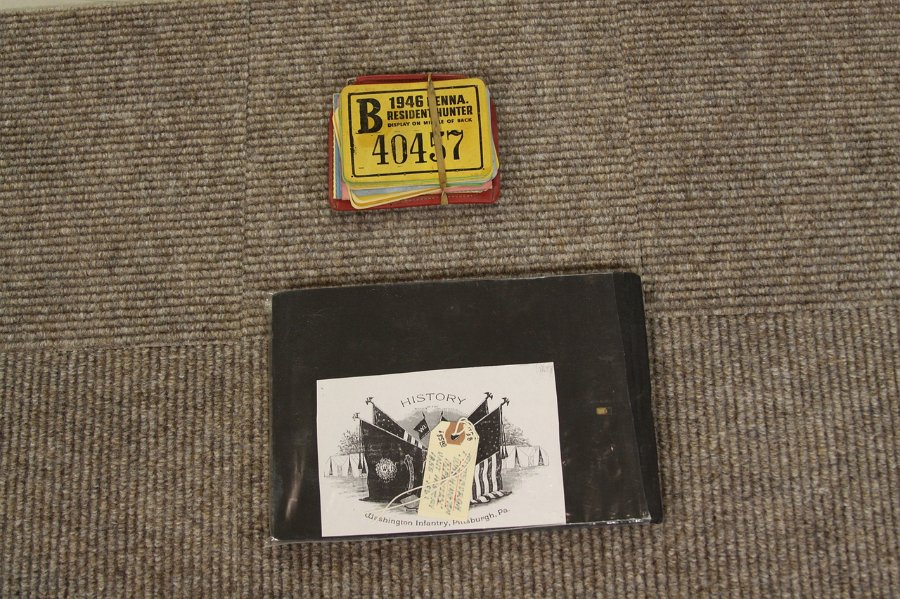 B
1946 PENNA.
RESIDENT HUNTER
DISPLAY ON MIDDLE OF BACK
40457
HISTORY
Washington Infantry, Pittsburgh, Pa.